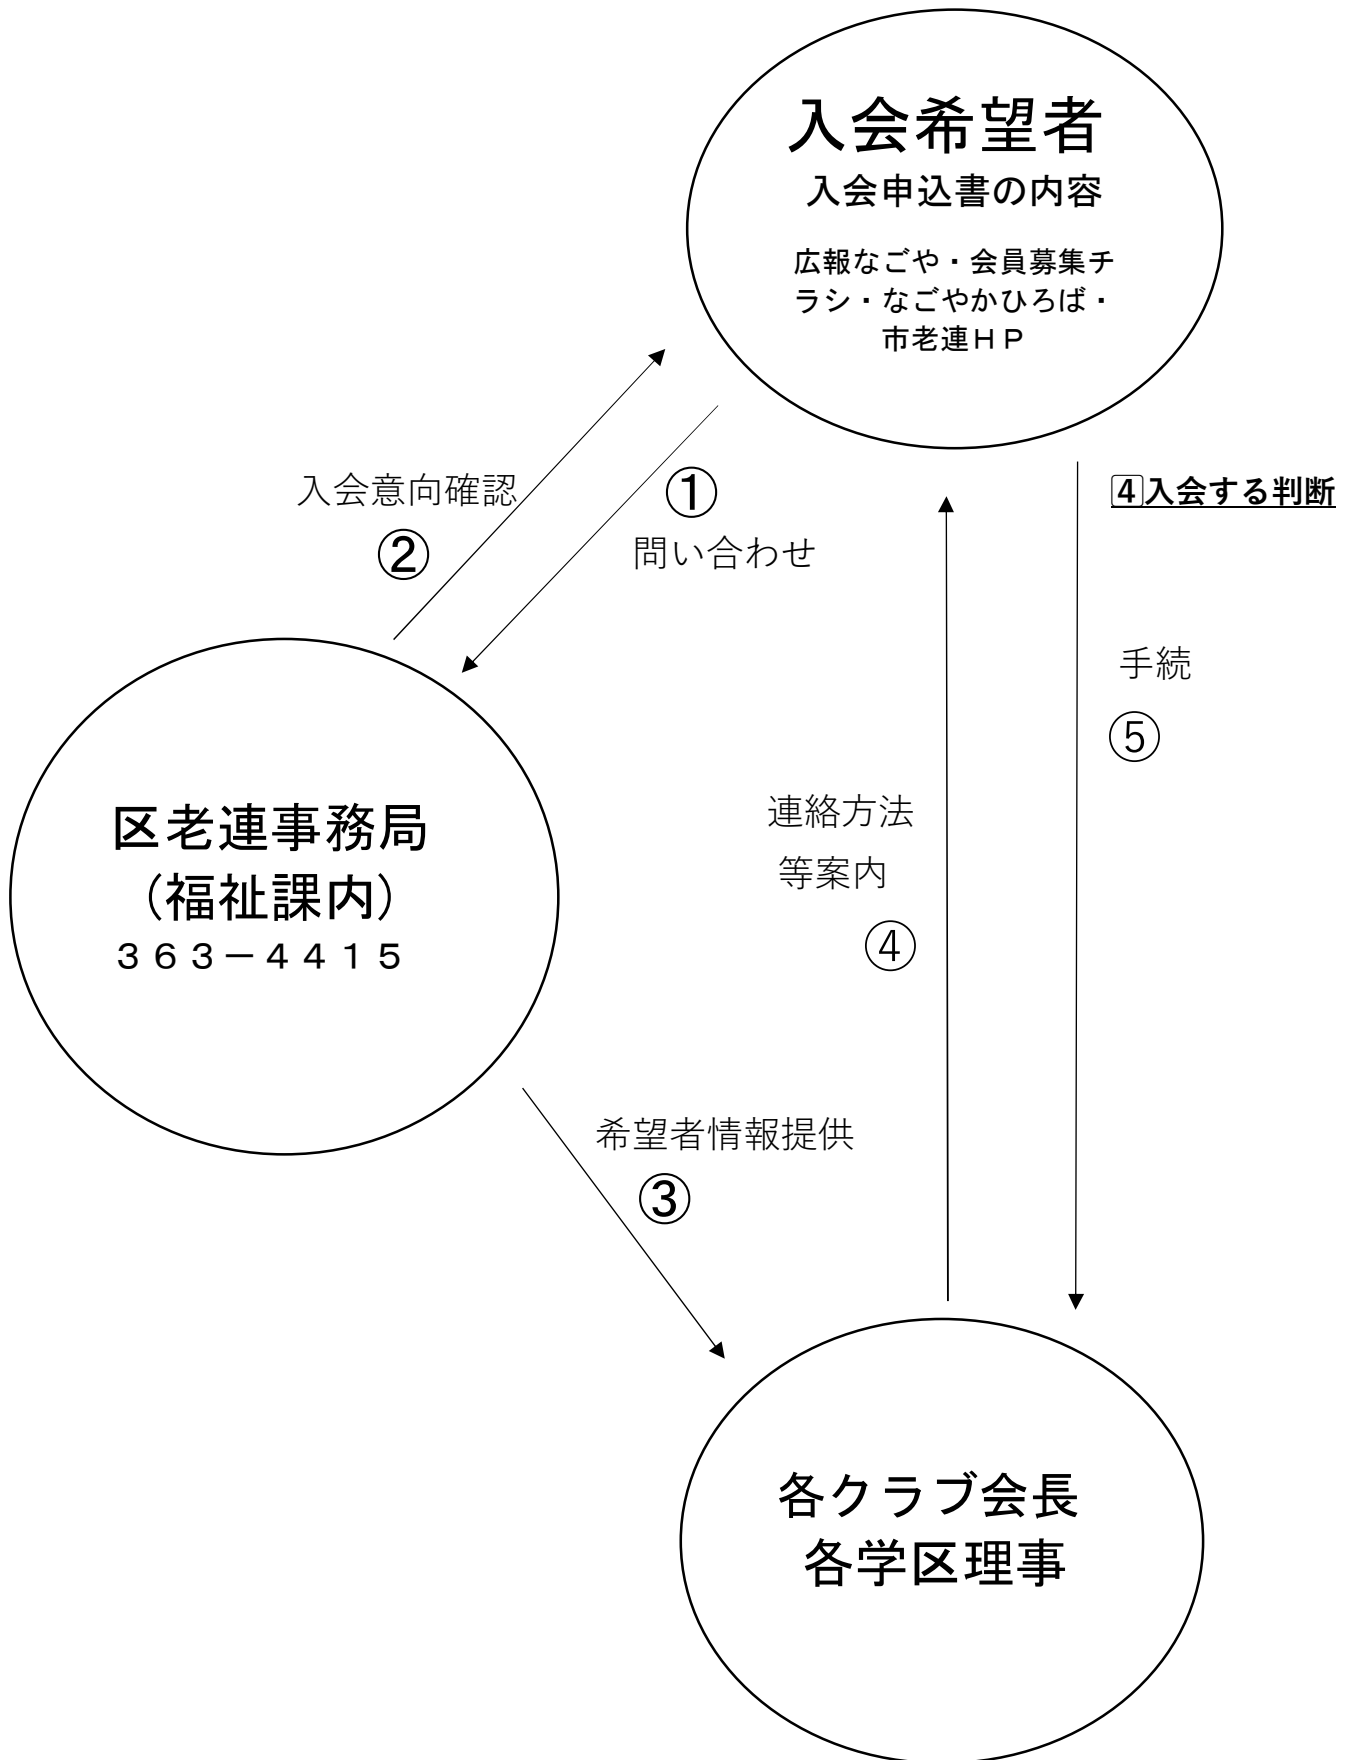 入会希望者
入会申込書の内容
広報なごや・会員募集チ
ラシ・なごやかひろば・
市老連ＨＰ
入会意向確認
②
①
問い合わせ
4入会する判断
手続
⑤
区老連事務局
（福祉課内）
３６３－４４１５
連絡方法
等案内
④
希望者情報提供
③
各クラブ会長
各学区理事